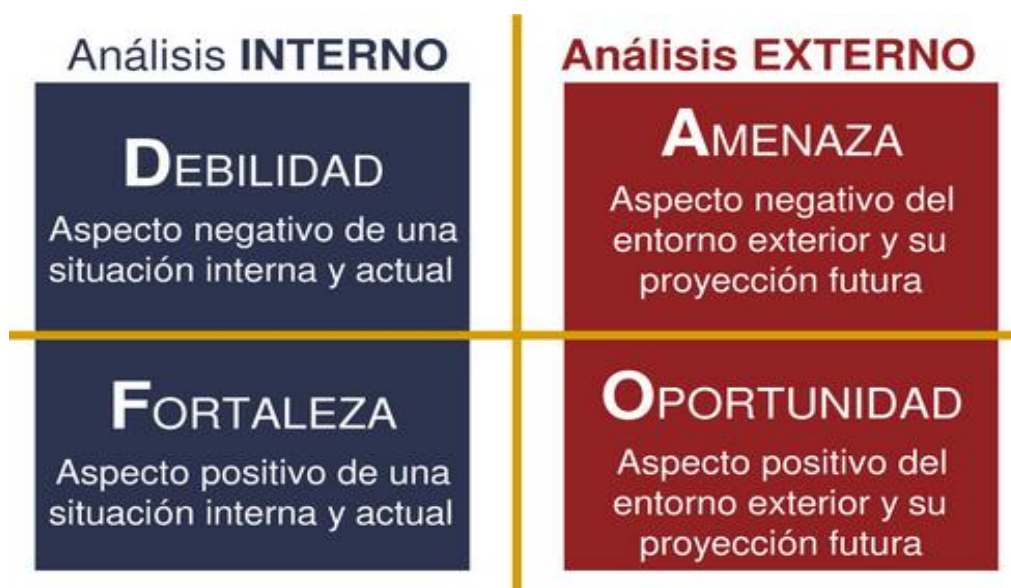 Análisis INTERNO
DEBILIDAD
Aspecto negativo de una
situación interna y actual
FORTALEZA
Aspecto positivo de una
situación interna y actual
Análisis EXTERNO
AMENAZA
Aspecto negativo del
entorno exterior y su
proyección futura
OPORTUNIDAD
Aspecto positivo del
entorno exterior y su
proyección futura